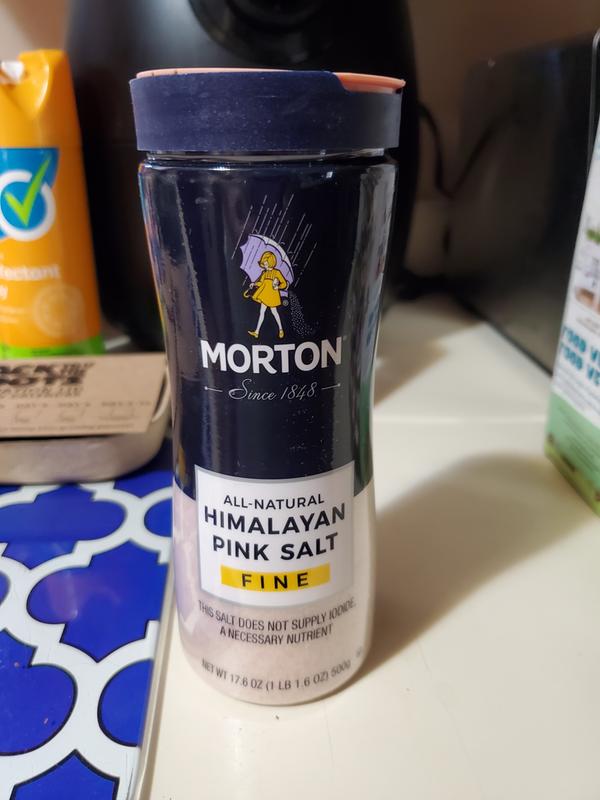 MORTON
Since 1848
ALL-NATURAL
HIMALAYAN
PINK SALT
FINE
THIS SALT DOES NOT SUPPLY IODIDE,
A NECESSARY NUTRIENT
NET WT 17.6 OZ (1 LB 1.6 OZ) 500g